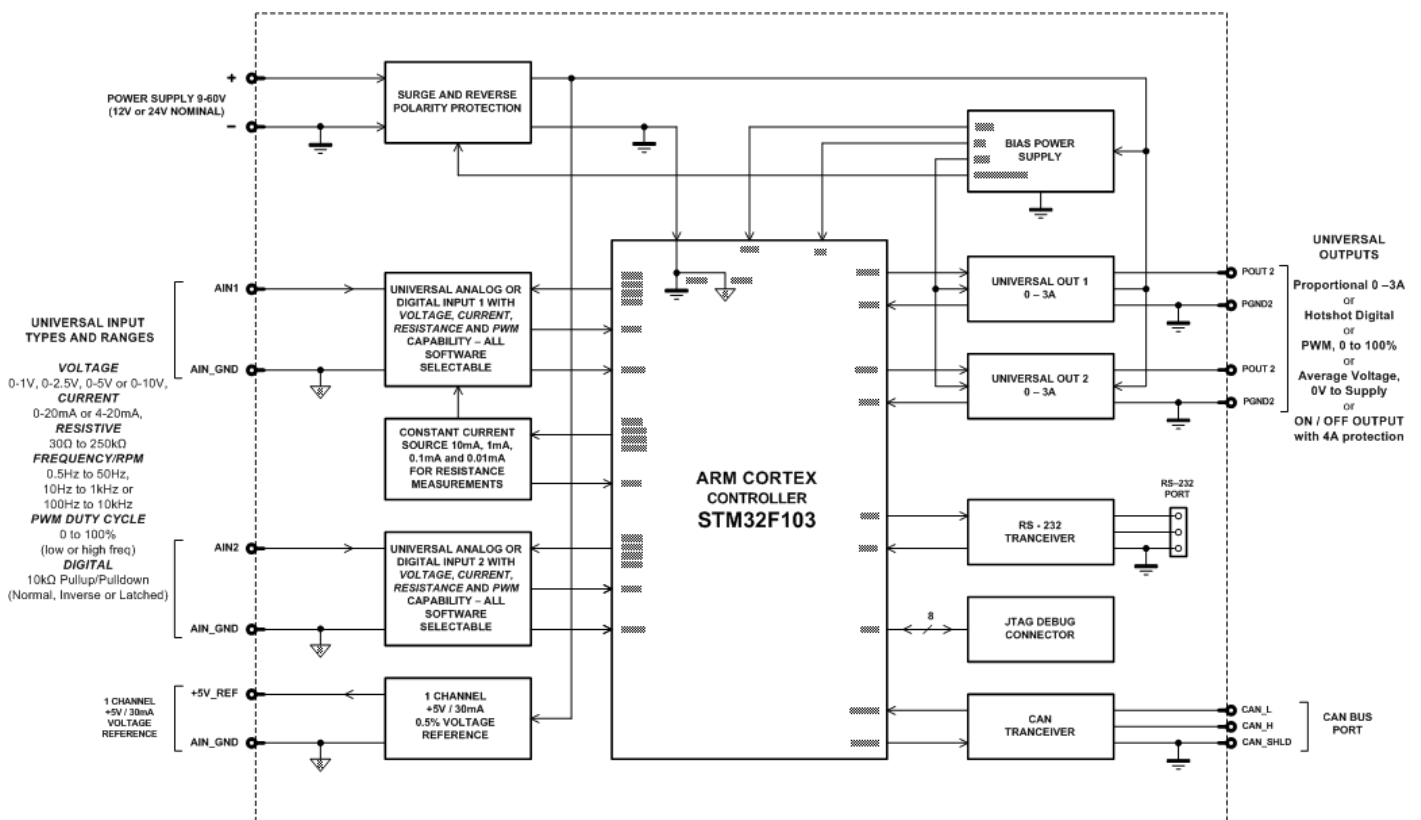 +
POWER SUPPLY 9-60V
(12V or 24V NOMINAL)
–
SURGE AND REVERSE
POLARITY PROTECTION
BIAS POWER
SUPPLY
UNIVERSAL INPUT
TYPES AND RANGES
VOLTAGE
0-1V, 0-2.5V, 0-5V or 0-10V,
CURRENT
0-20mA or 4-20mA,
RESISTIVE
30Ω to 250kΩ
FREQUENCY/RPM
0.5Hz to 50Hz,
10Hz to 1kHz or
100Hz to 10kHz
PWM DUTY CYCLE
0 to 100%
(low or high freq)
DIGITAL
10kΩ Pullup/Pulldown
(Normal, Inverse or Latched)
AIN1
AIN_GND
UNIVERSAL ANALOG OR
DIGITAL INPUT 1 WITH
VOLTAGE, CURRENT,
RESISTANCE AND PWM
CAPABILITY – ALL
SOFTWARE
SELECTABLE
CONSTANT CURRENT
SOURCE 10mA, 1mA,
0.1mA and 0.01mA
FOR RESISTANCE
MEASUREMENTS
AIN2
AIN_GND
UNIVERSAL ANALOG OR
DIGITAL INPUT 2 WITH
VOLTAGE, CURRENT,
RESISTANCE AND PWM
CAPABILITY – ALL
SOFTWARE
SELECTABLE
1 CHANNEL
+5V / 30mA
VOLTAGE
REFERENCE
+5V_REF
AIN_GND
1 CHANNEL
+5V / 30mA
0.5% VOLTAGE
REFERENCE
ARM CORTEX
CONTROLLER
STM32F103
UNIVERSAL OUT 1
0 – 3A
UNIVERSAL OUT 2
0 – 3A
POUT 2
PGND2
POUT 2
PGND2
UNIVERSAL
OUTPUTS
Proportional 0 –3A
or
Hotshot Digital
or
PWM, 0 to 100%
or
Average Voltage,
0V to Supply
or
ON / OFF OUTPUT
with 4A protection
RS - 232
TRANCEIVER
RS–232
PORT
8
JTAG DEBUG
CONNECTOR
CAN
TRANCEIVER
CAN_L
CAN_H
CAN_SHLD
CAN BUS
PORT